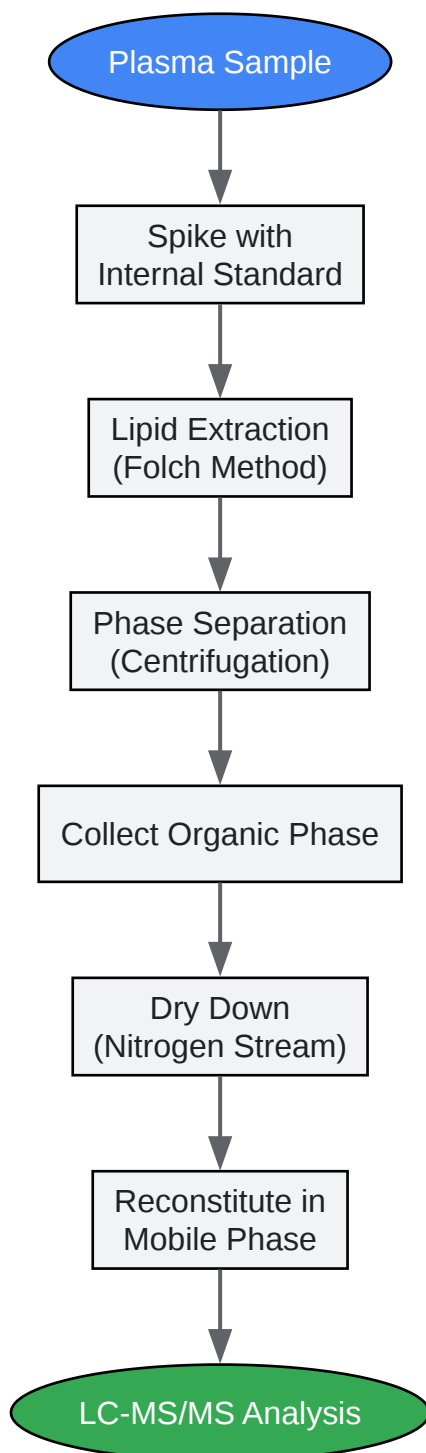 Plasma Sample
Spike with
Internal Standard
Lipid Extraction
(Folch Method)
Phase Separation
(Centrifugation)
Collect Organic Phase
Dry Down
(Nitrogen Stream)
Reconstitute in
Mobile Phase
LC-MS/MS Analysis